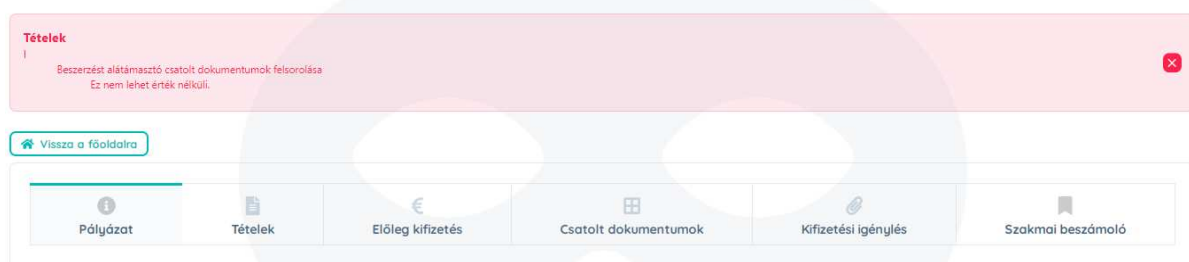 Tételek
I
Beszerzést alátámasztó csatolt dokumentumok felsorolása
Ez nem lehet érték nélküli.
Vissza a főoldalra
Pályázat
Tételek
Előleg kifizetés
Csatolt dokumentumok
Kifizetési igénylés
Szakmai beszámoló